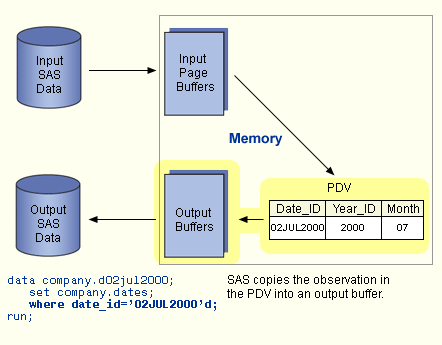 Input
SAS
Data
Input
Page
Buffers
Memory
PDV
Date_ID Year_ID Month
02JUL2000 2000 07
Output
Buffers
Output
SAS
Data
data company.d02jul2000;
set company.dates;
where date_id='02JUL2000'd;
run;
SAS copies the observation in
the PDV into an output buffer.